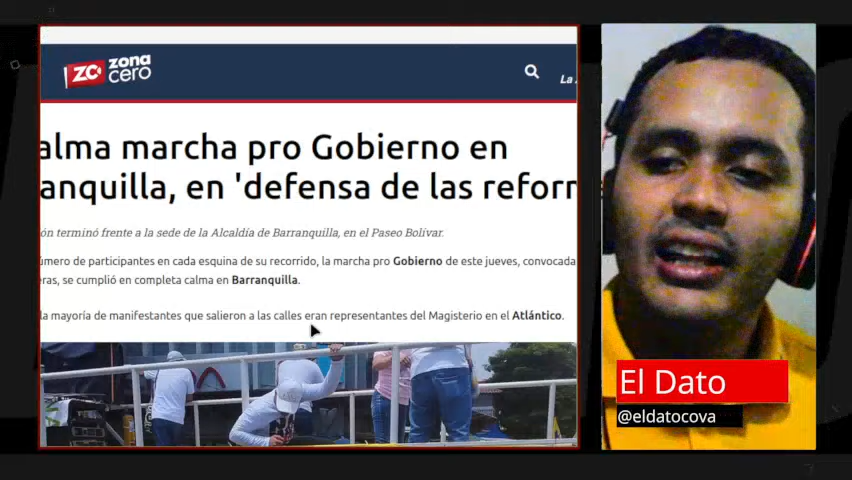 ZC zona
cero
La
alma marcha pro Gobierno en
anquilla, en 'defensa de las refor
ón terminó frente a la sede de la Alcaldía de Barranquilla, en el Paseo Bolívar.
úmero de participantes en cada esquina de su recorrido, la marcha pro Gobierno de este jueves, convocada
eras, se cumplió en completa calma en Barranquilla.
la mayoría de manifestantes que salieron a las calles eran representantes del Magisterio en el Atlántico.
El Dato
@eldatocova